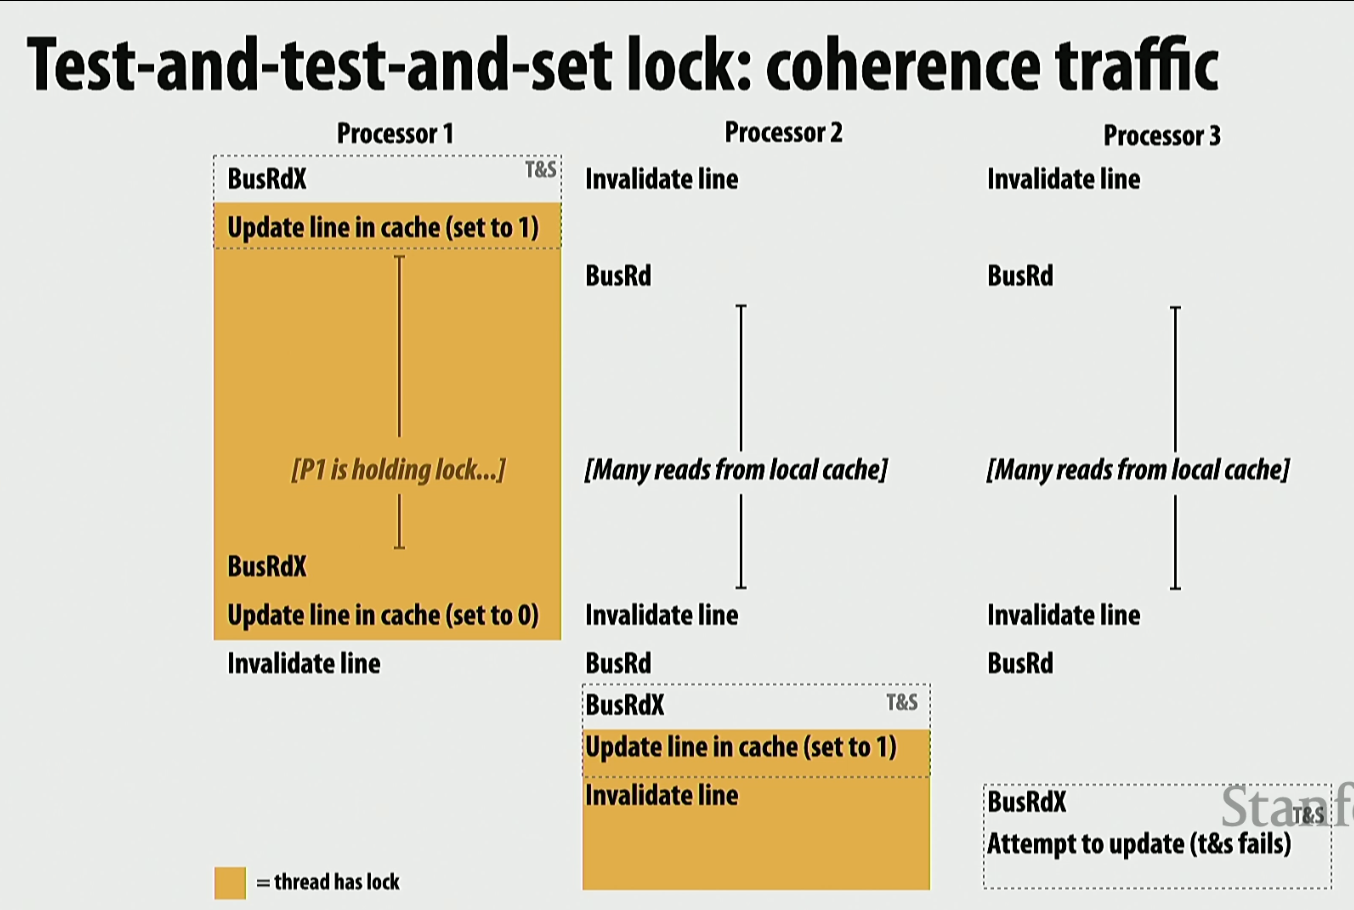 Test-and-test-and-set lock: coherence traffic
Processor 1
Processor 2
Processor 3
BusRdX
T&S
Invalidate line
Invalidate line
Update line in cache (set to 1)
BusRd
BusRd
[P1 is holding lock...]
[Many reads from local cache]
[Many reads from local cache]
BusRdX
Update line in cache (set to 0)
Invalidate line
Invalidate line
Invalidate line
BusRd
BusRd
BusRdX
T&S
Update line in cache (set to 1)
Invalidate line
BusRdX
T&S
Attempt to update (t&s fails)
= thread has lock